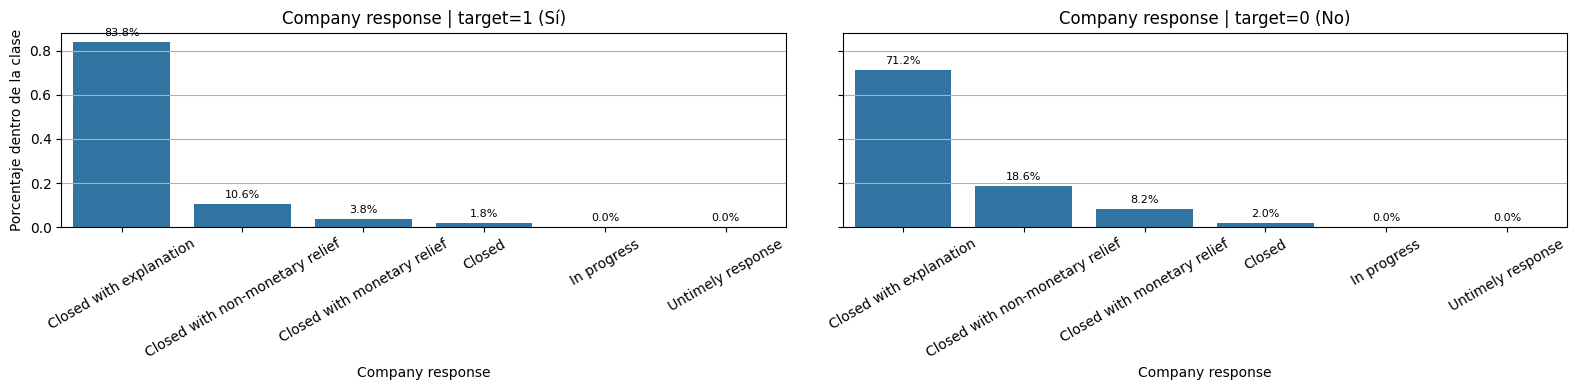 Company response | target=1 (Sí)
Porcentaje dentro de la clase
0.8
0.6
0.4
0.2
0.0
83.8%
10.6%
3.8%
1.8%
0.0%
0.0%
Closed with explanation
Closed with non-monetary relief
Closed with monetary relief
Closed
In progress
Untimely response
Company response
Company response | target=0 (No)
71.2%
18.6%
8.2%
2.0%
0.0%
0.0%
Closed with explanation
Closed with non-monetary relief
Closed with monetary relief
Closed
In progress
Untimely response
Company response